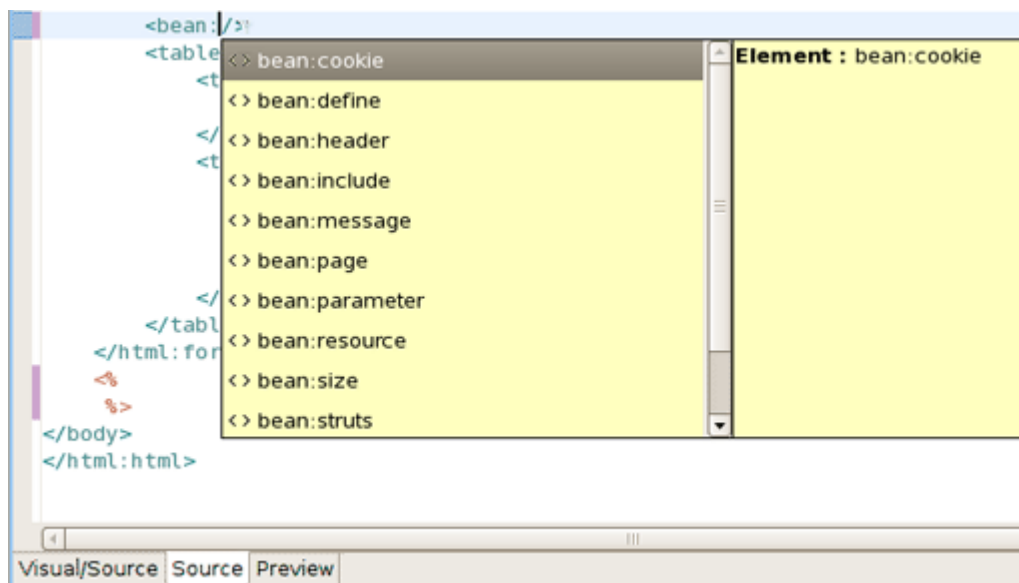 <bean:/>
<table
<> bean:cookie
Element : bean:cookie
<t
<> bean:define
</
<> bean:header
<t
<> bean:include
<> bean:message
<> bean:page
</
<> bean:parameter
</tabl
<> bean:resource
</html:for
<%
<> bean:size
%>
<> bean:struts
</body>
</html:html>
Visual/Source Source Preview